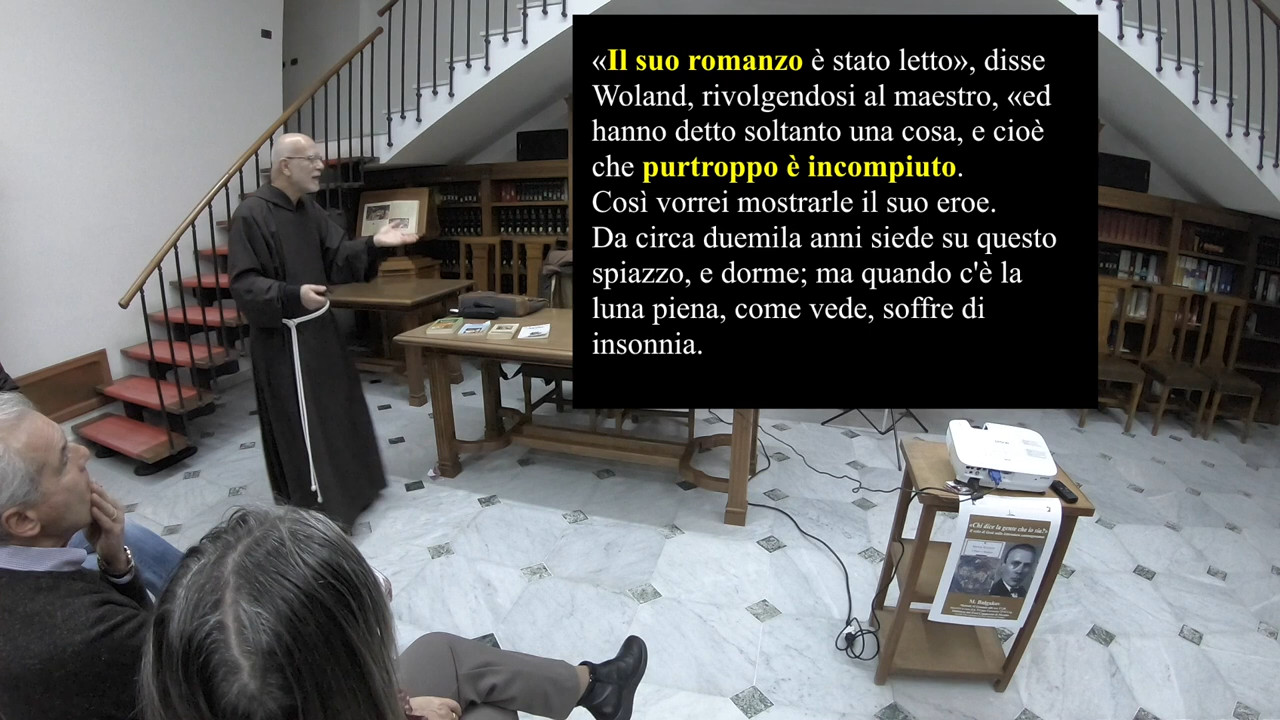 «Il suo romanzo è stato letto», disse
Woland, rivolgendosi al maestro, «ed
hanno detto soltanto una cosa, e cioè
che purtroppo è incompiuto.
Così vorrei mostrarle il suo eroe.
Da circa duemila anni siede su questo
spiazzo, e dorme; ma quando c'è la
luna piena, come vede, soffre di
insonnia.
«Chi dice la gente che io sia?»
M. Bulgakov